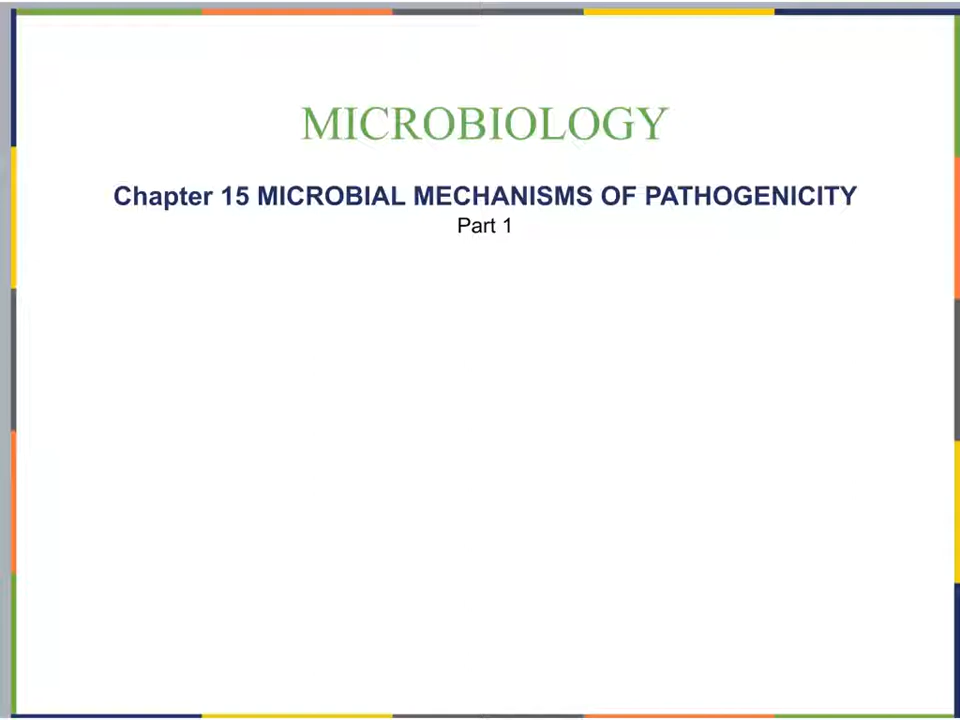 MICROBIOLOGY
Chapter 15 MICROBIAL MECHANISMS OF PATHOGENICITY
Part 1